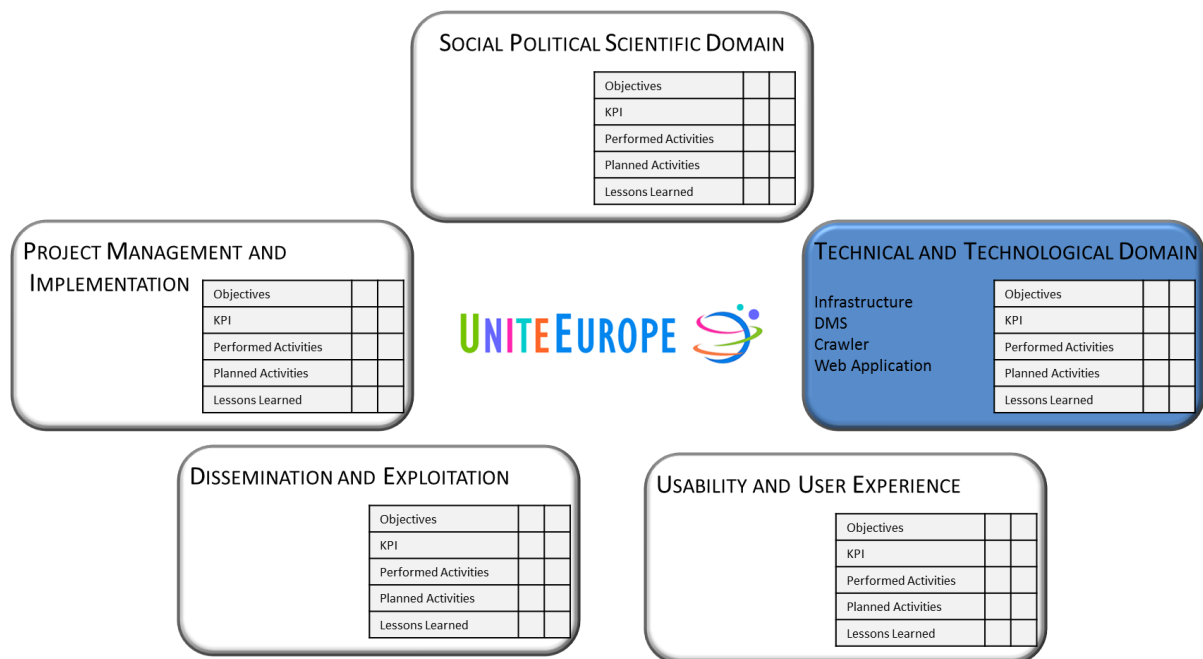 SOCIAL POLITICAL SCIENTIFIC DOMAIN
Objectives
KPI
Performed Activities
Planned Activities
Lessons Learned
PROJECT MANAGEMENT AND
IMPLEMENTATION
Objectives
KPI
Performed Activities
Planned Activities
Lessons Learned
UNITEEUROPE
TECHNICAL AND TECHNOLOGICAL DOMAIN
Infrastructure
DMS
Crawler
Web Application
Objectives
KPI
Performed Activities
Planned Activities
Lessons Learned
DISSEMINATION AND EXPLOITATION
Objectives
KPI
Performed Activities
Planned Activities
Lessons Learned
USABILITY AND USER EXPERIENCE
Objectives
KPI
Performed Activities
Planned Activities
Lessons Learned